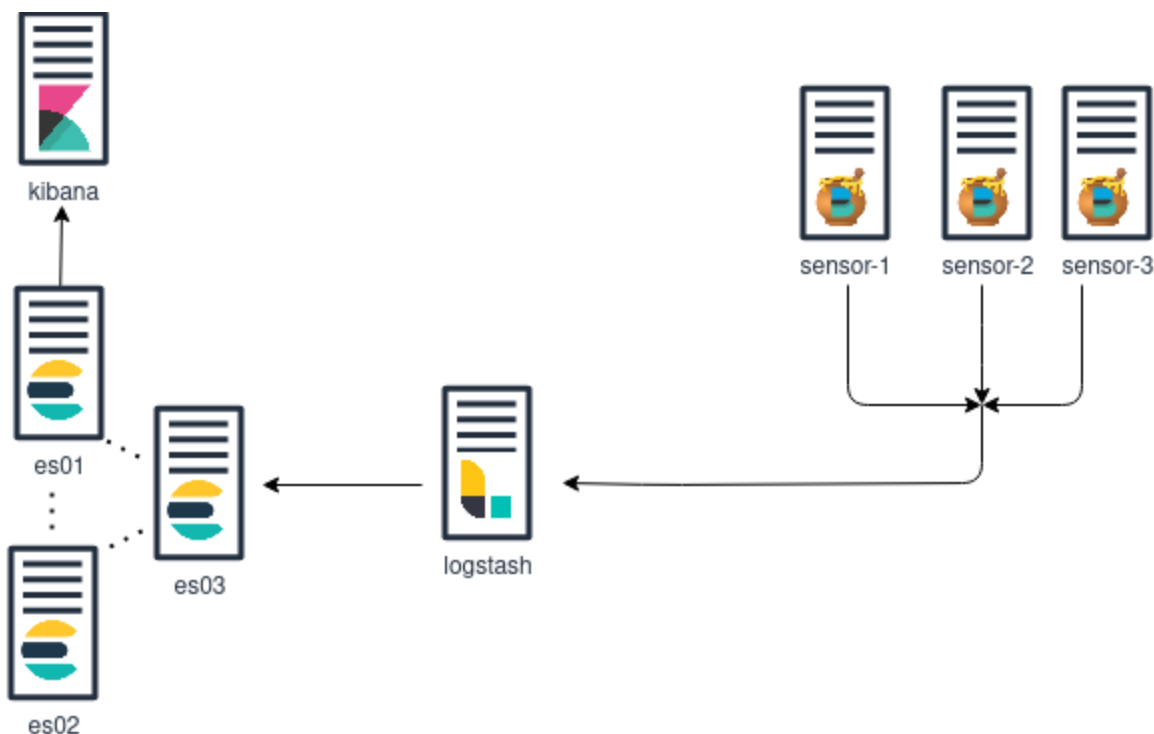 kibana
sensor-1
sensor-2
sensor-3
es01
es03
logstash
es02